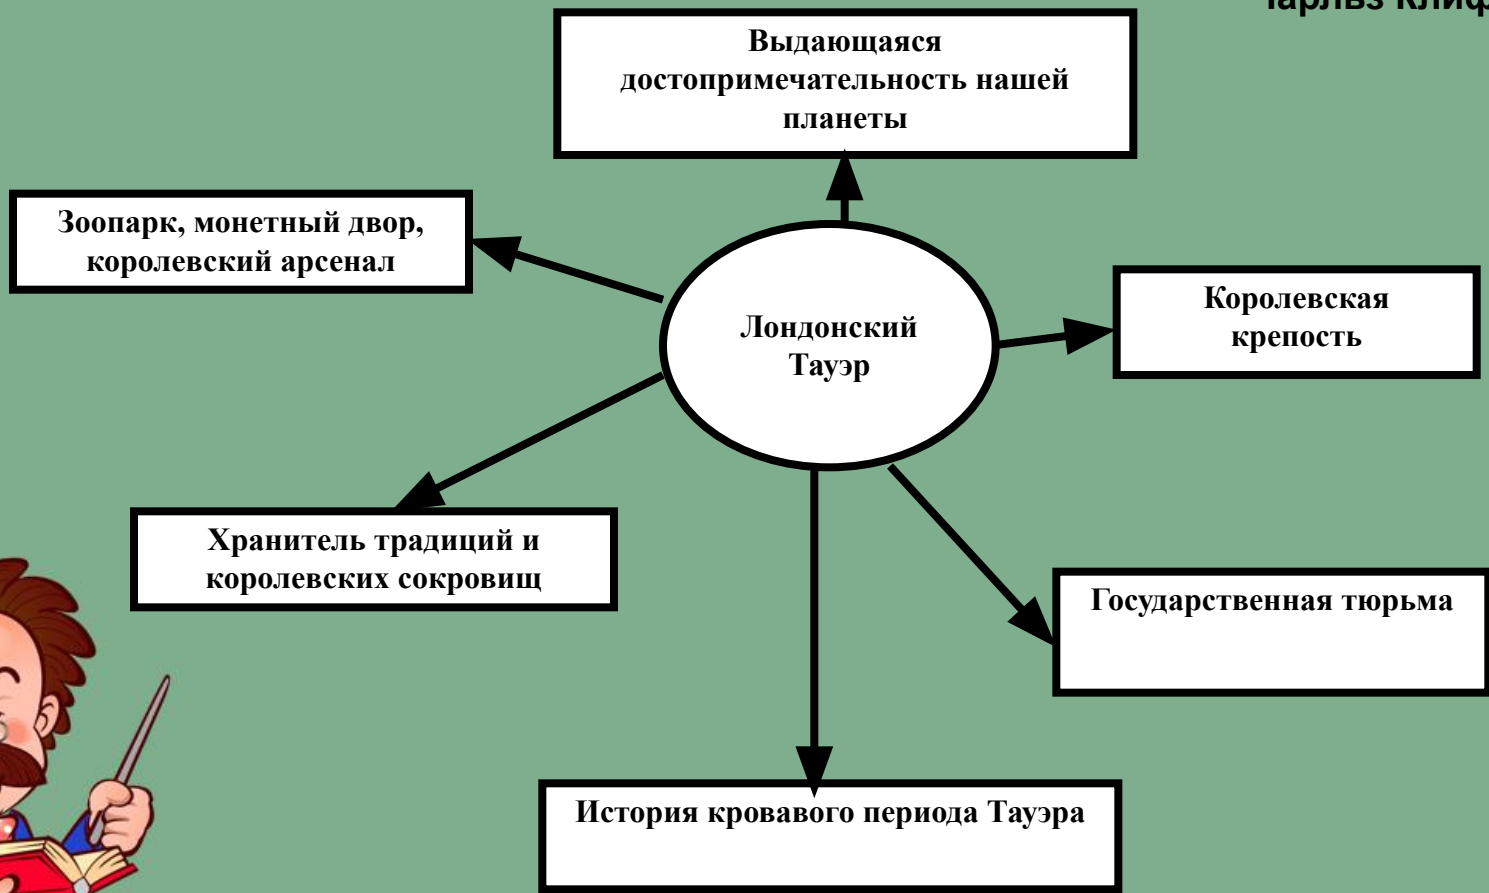 Выдающаяся
достопримечательность нашей
планеты
Зоопарк, монетный двор,
королевский арсенал
Королевская
крепость
Лондонский
Тауэр
Хранитель традиций и
королевских сокровищ
Государственная тюрьма
История кровавого периода Тауэра